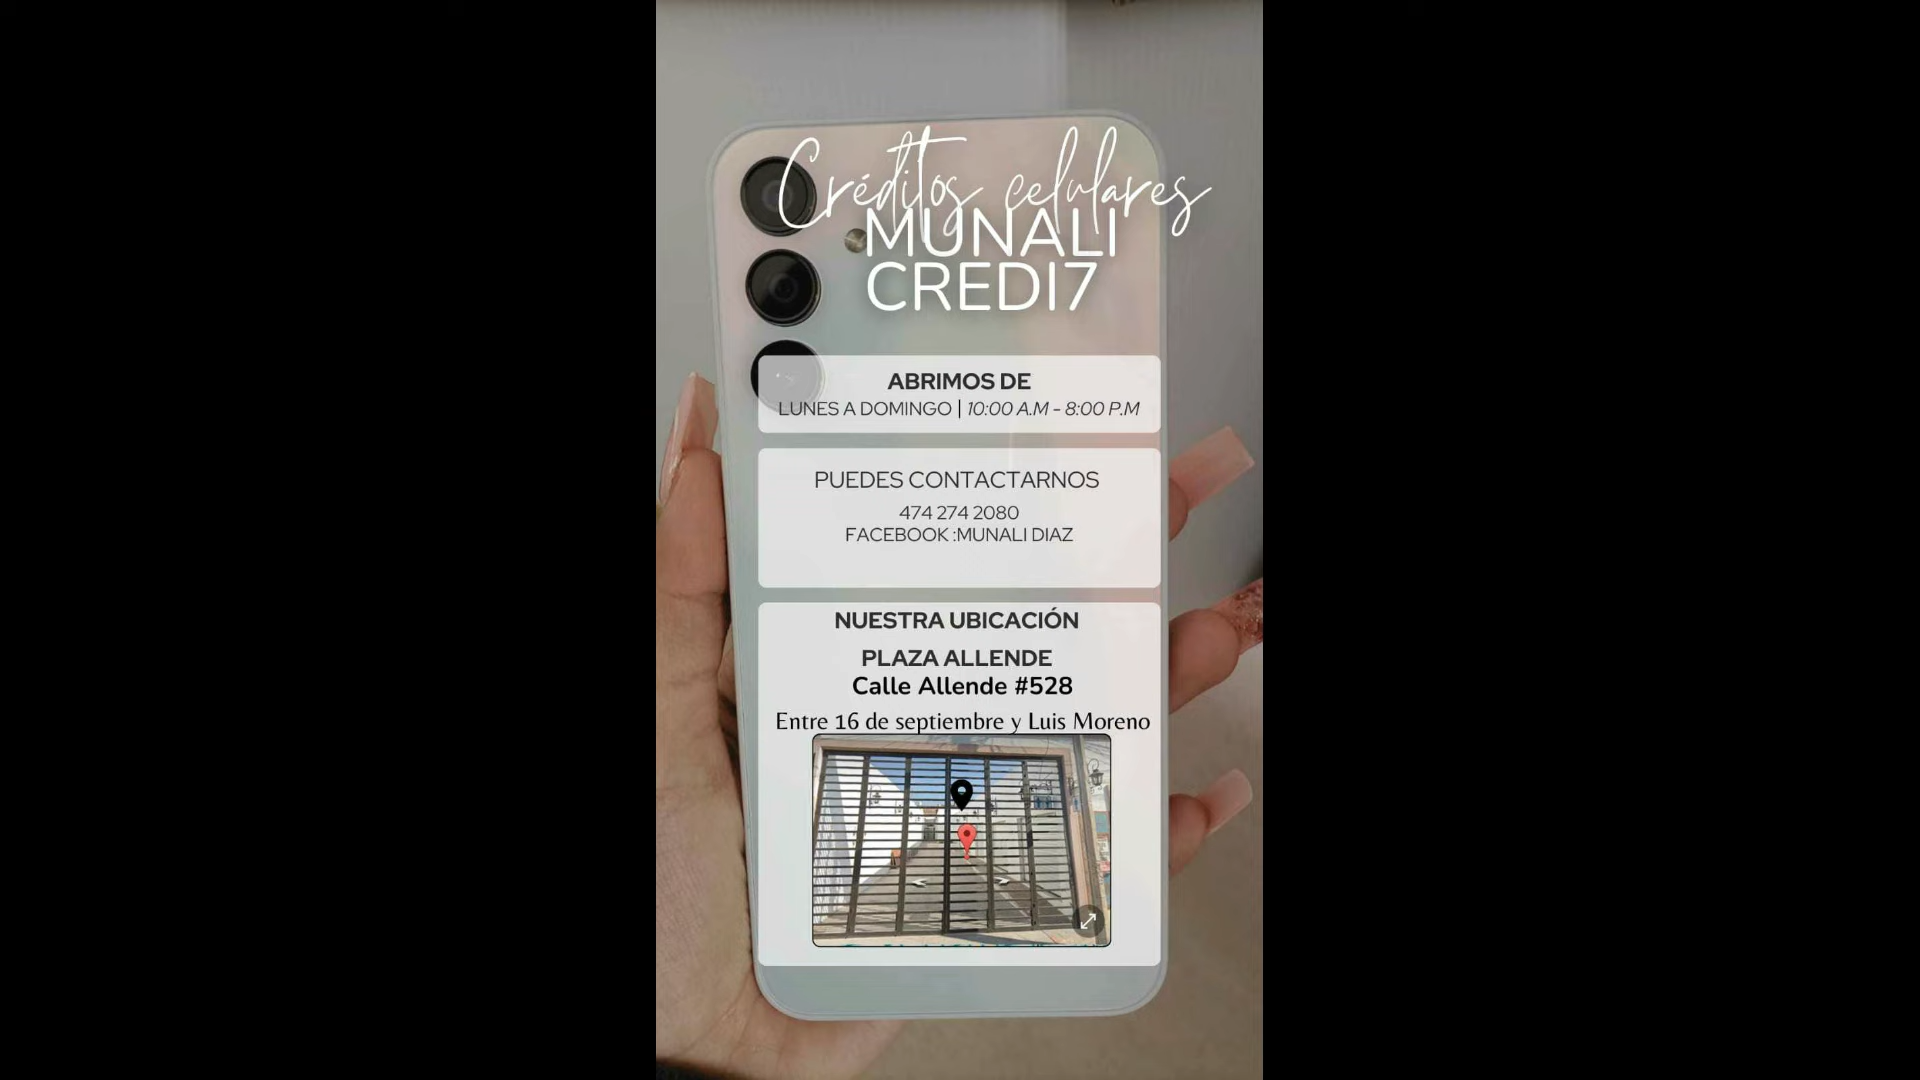 Créditos celulares
MUNALI
CREDI7
ABRIMOS DE
LUNES A DOMINGO | 10:00 A.M - 8:00 P.M
PUEDES CONTACTARNOS
474 274 2080
FACEBOOK :MUNALI DIAZ
NUESTRA UBICACIÓN
PLAZA ALLENDE
Calle Allende #528
Entre 16 de septiembre y Luis Moreno